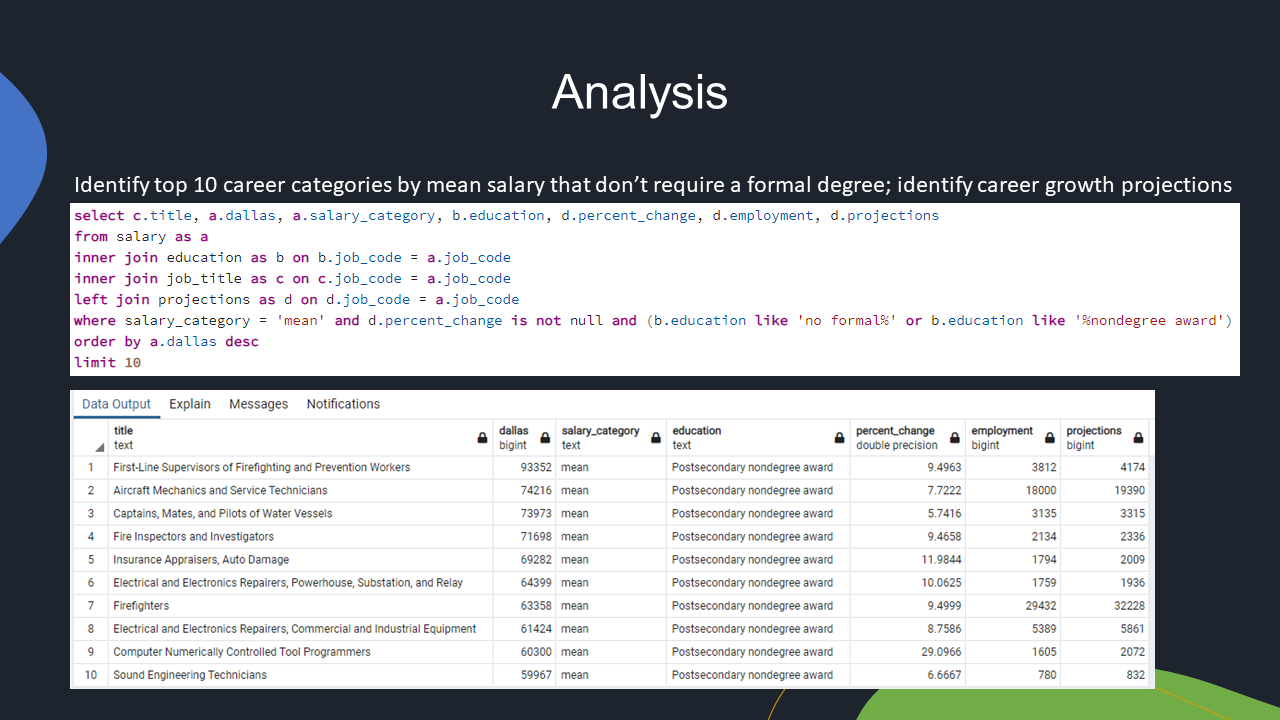 Analysis
Identify top 10 career categories by mean salary that don’t require a formal degree; identify career growth projections
select c.title, a.dallas, a.salary_category, b.education, d.percent_change, d.employment, d.projections
from salary as a
inner join education as b on b.job_code = a.job_code
inner join job_title as c on c.job_code = a.job_code
left join projections as d on d.job_code = a.job_code
where salary_category = 'mean' and d.percent_change is not null and (b.education like 'no formal%' or b.education like '%nondegree award')
order by a.dallas desc
limit 10
Data Output Explain Messages Notifications
title dallas salary_category education percent_change employment projections
text bigint text text double precision bigint bigint
1 First-Line Supervisors of Firefighting and Prevention Workers 93352 mean Postsecondary nondegree award 9.4963 3812 4174
2 Aircraft Mechanics and Service Technicians 74216 mean Postsecondary nondegree award 7.7222 18000 19390
3 Captains, Mates, and Pilots of Water Vessels 73973 mean Postsecondary nondegree award 5.7416 3135 3315
4 Fire Inspectors and Investigators 71698 mean Postsecondary nondegree award 9.4658 2134 2336
5 Insurance Appraisers, Auto Damage 69282 mean Postsecondary nondegree award 11.9844 1794 2009
6 Electrical and Electronics Repairers, Powerhouse, Substation, and Relay 64399 mean Postsecondary nondegree award 10.0625 1759 1936
7 Firefighters 63358 mean Postsecondary nondegree award 9.4999 29432 32228
8 Electrical and Electronics Repairers, Commercial and Industrial Equipment 61424 mean Postsecondary nondegree award 8.7586 5389 5861
9 Computer Numerically Controlled Tool Programmers 60300 mean Postsecondary nondegree award 29.0966 1605 2072
10 Sound Engineering Technicians 59967 mean Postsecondary nondegree award 6.6667 780 832